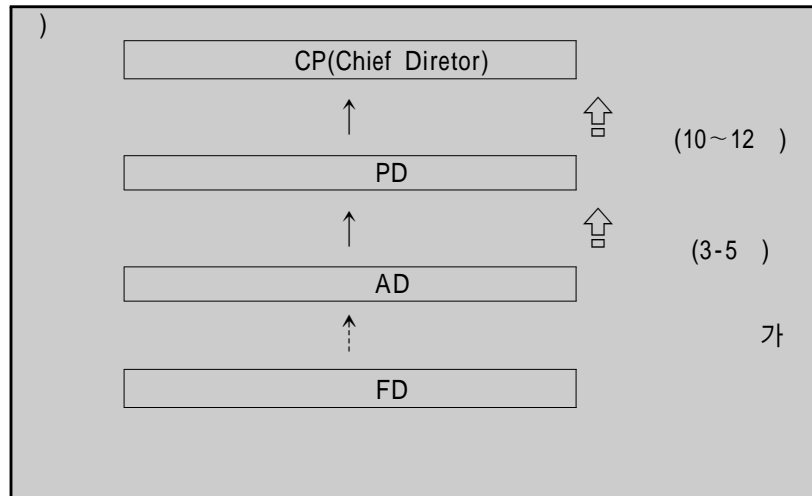 )
CP(Chief Diretor)
(10～12 )
PD
(3-5 )
AD
가
FD